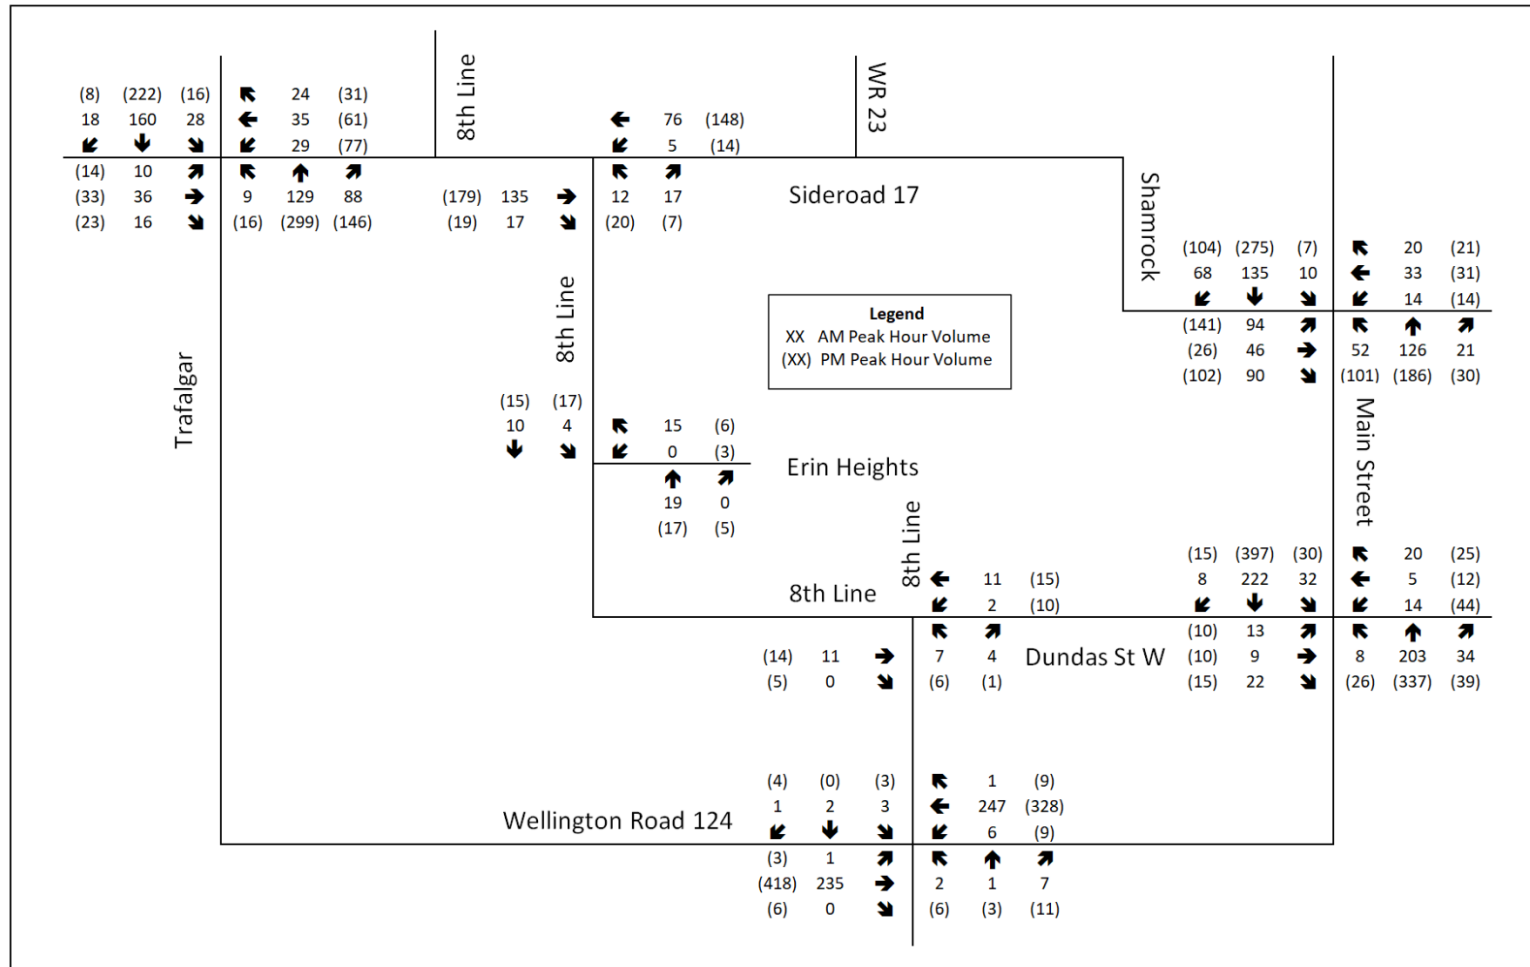 8th Line
WR 23
(8) (222) (16) 24 (31)
18 160 28 35 (61) 76 (148)
29 (77) 5 (14)
(14) 10
(33) 36 9 129 88 (179) 135 12 17 Sideroad 17
(23) 16 (16) (299) (146) (19) 17 (20) (7)
Shamrock
(104) (275) (7) 20 (21)
68 135 10 33 (31)
14 (14)
8th Line
Legend
XX AM Peak Hour Volume
(XX) PM Peak Hour Volume
(141) 94
(26) 46 52 126 21
(102) 90 (101) (186) (30)
Trafalgar
Main Street
(15) (17)
10 4 15 (6)
0 (3)
Erin Heights
19 0
(17) (5)
8th Line
(15) (397) (30) 20 (25)
8th Line 11 (15) 8 222 32 5 (12)
2 (10) 14 (44)
(10) 13
(14) 11 7 4 Dundas St W (10) 9 8 203 34
(5) 0 (6) (1) (15) 22 (26) (337) (39)
(4) (0) (3) 1 (9)
Wellington Road 124 1 2 3 247 (328)
6 (9)
(3) 1
(418) 235 2 1 7
(6) 0 (6) (3) (11)